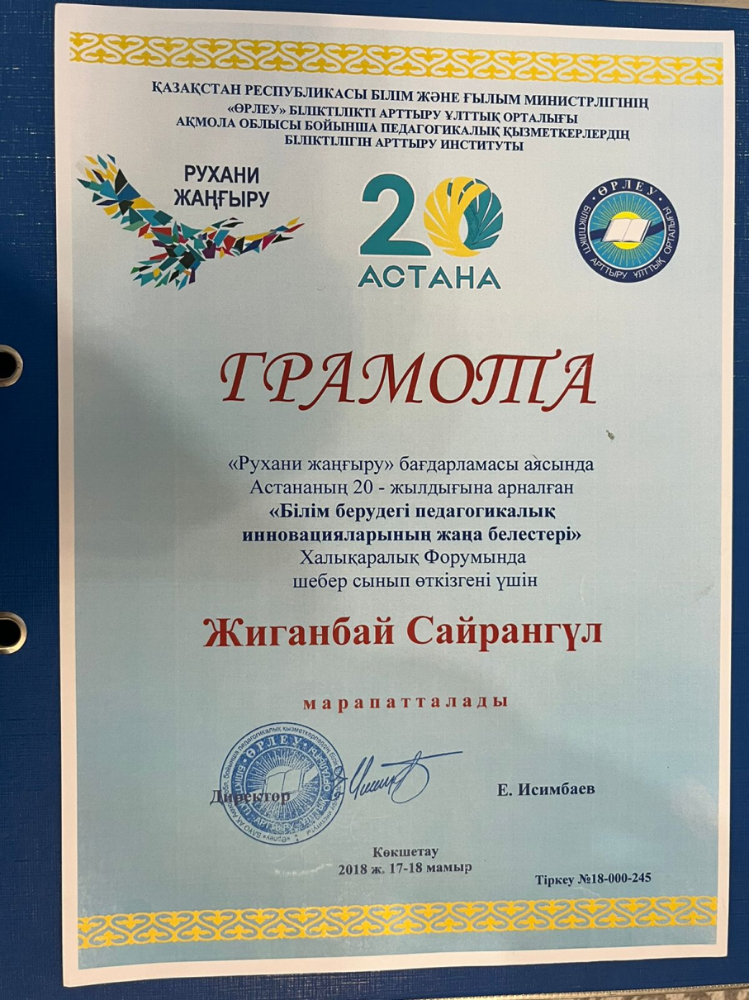 ҚАЗАҚСТАН РЕСПУБЛИКАСЫ БІЛІМ ЖӘНЕ ҒЫЛЫМ МИНИСТРЛІГІНІҢ
«ӨРЛЕУ» БІЛІКТІЛІКТІ АРТТЫРУ ҰЛТТЫҚ ОРТАЛЫҒЫ
АҚМОЛА ОБЛЫСЫ БОЙЫНША ПЕДАГОГИКАЛЫҚ ҚЫЗМЕТКЕРЛЕРДІҢ
БІЛІКТІЛІГІН АРТТЫРУ ИНСТИТУТЫ
РУХАНИ
ЖАҢҒЫРУ
20
АСТАНА
• ӨРЛЕУ •
БІЛІКТІЛІКТІ АРТТЫРУ ҰЛТТЫҚ ОРТАЛЫҒЫ
ГРАМОТА
«Рухани жаңғыру» бағдарламасы аясында
Астананың 20 - жылдығына арналған
«Білім берудегі педагогикалық
инновацияларының жаңа белестері»
Халықаралық Форумында
шебер сынып өткізгені үшін
Жиганбай Сайрангүл
марапатталады
ӨРЛЕУ
Директор
Е. Исимбаев
Көкшетау
2018 ж. 17-18 мамыр
Тіркеу №18-000-245